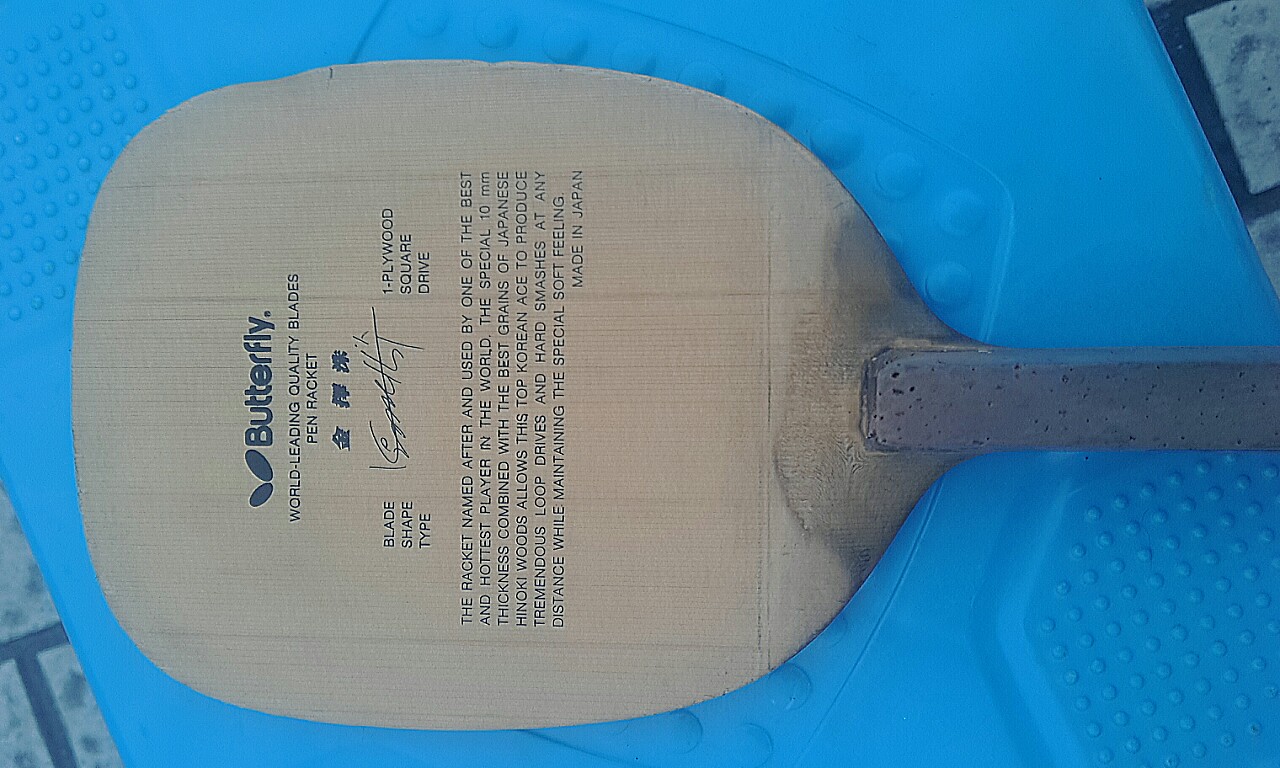 Butterfly®
WORLD-LEADING QUALITY BLADES
PEN RACKET
金 擇 洙
BLADE 1-PLYWOOD
SHAPE SQUARE
TYPE DRIVE
THE RACKET NAMED AFTER AND USED BY ONE OF THE BEST
AND HOTTEST PLAYER IN THE WORLD. THE SPECIAL 10 mm
THICKNESS COMBINED WITH THE BEST GRAINS OF JAPANESE
HINOKI WOODS ALLOWS THIS TOP KOREAN ACE TO PRODUCE
TREMENDOUS LOOP DRIVES AND HARD SMASHES AT ANY
DISTANCE WHILE MAINTAINING THE SPECIAL SOFT FEELING.
MADE IN JAPAN